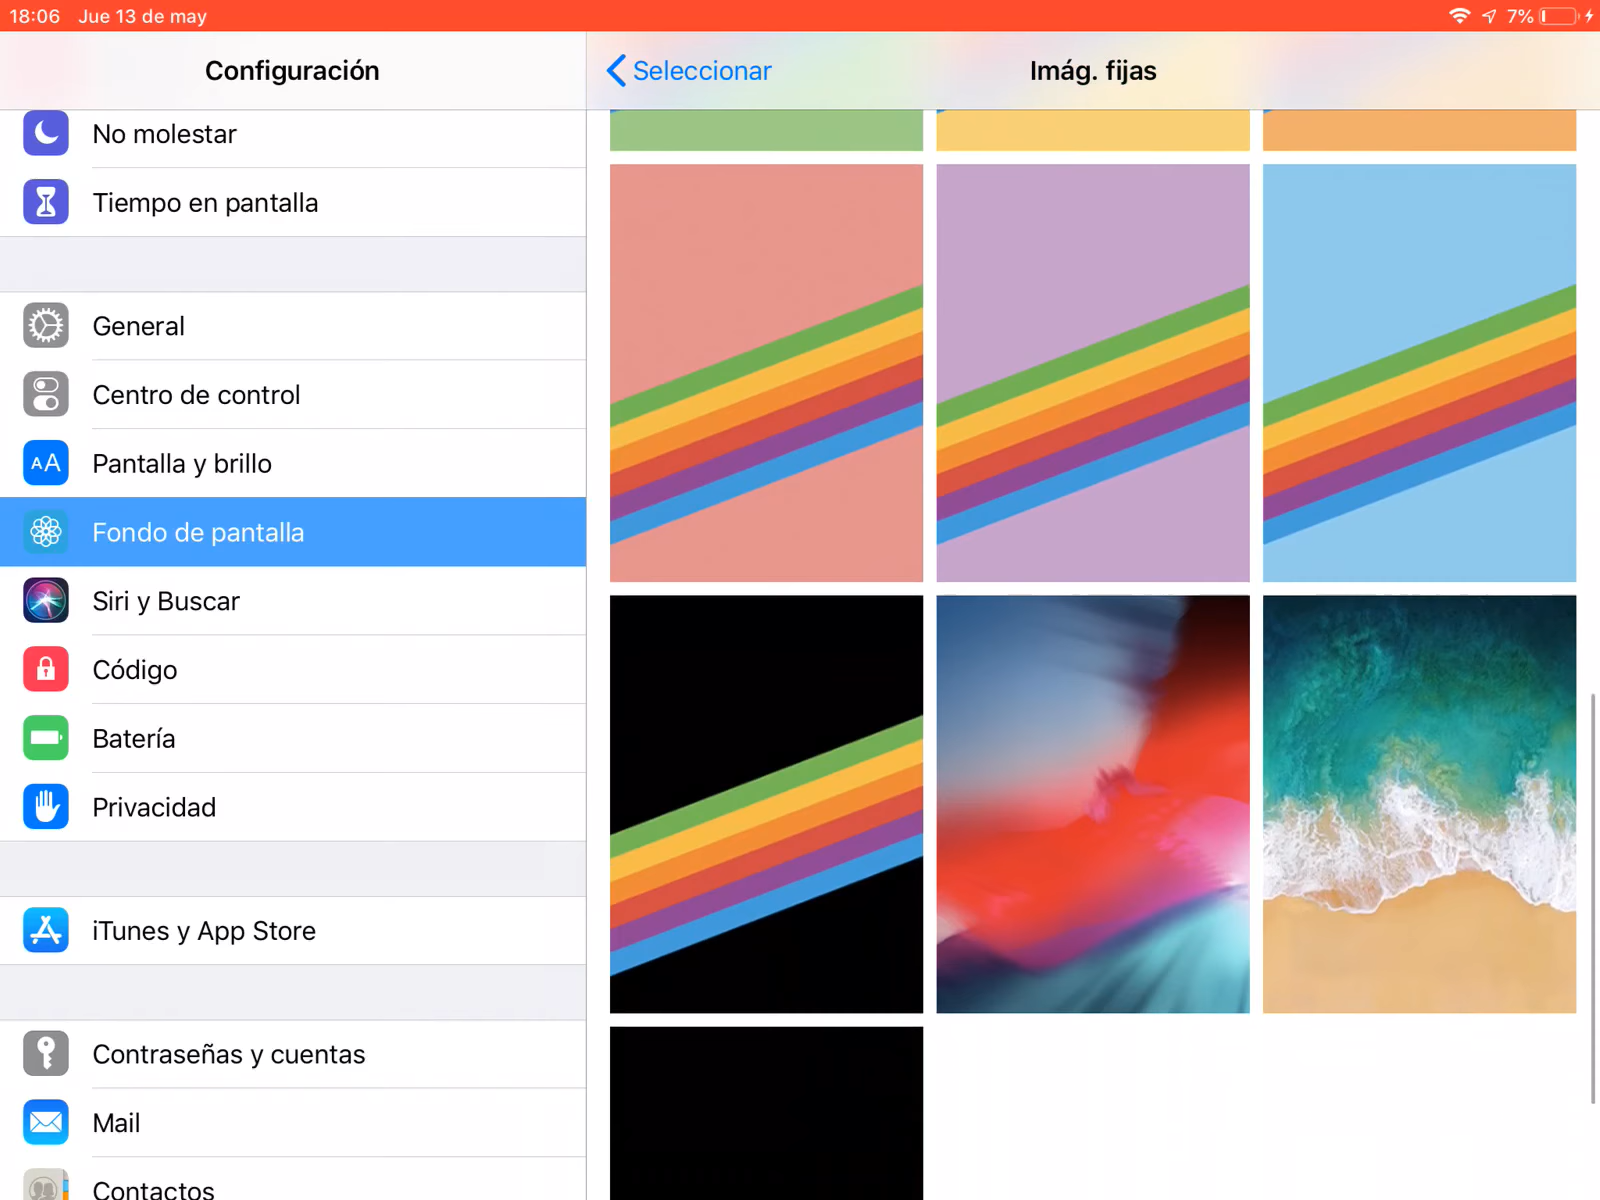 18:06 Jue 13 de may
7%
Configuración
Seleccionar
Imág. fijas
No molestar
Tiempo en pantalla
General
Centro de control
AA
Pantalla y brillo
Fondo de pantalla
Siri y Buscar
Código
Batería
Privacidad
iTunes y App Store
Contraseñas y cuentas
Mail
Contactos